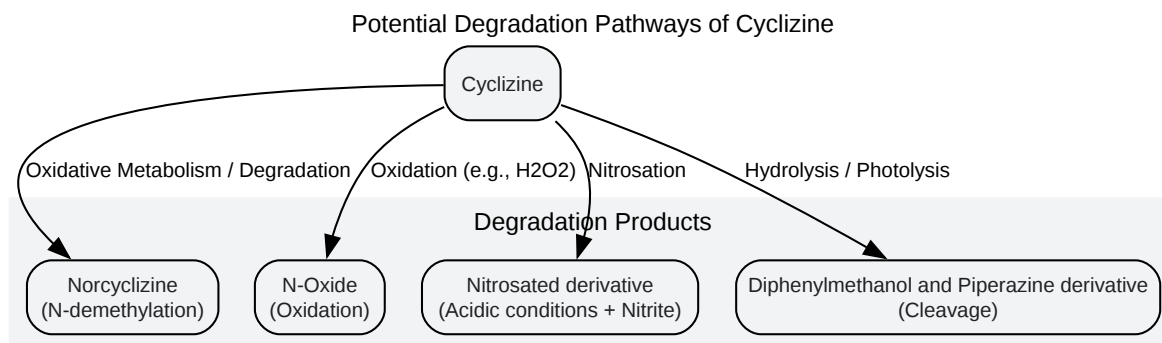 Potential Degradation Pathways of Cyclizine
Cyclizine
Oxidative Metabolism / Degradation
Oxidation (e.g., H2O2)
Nitrosation
Hydrolysis / Photolysis
Degradation Products
Norcyclizine
(N-demethylation)
N-Oxide
(Oxidation)
Nitrosated derivative
(Acidic conditions + Nitrite)
Diphenylmethanol and Piperazine derivative
(Cleavage)